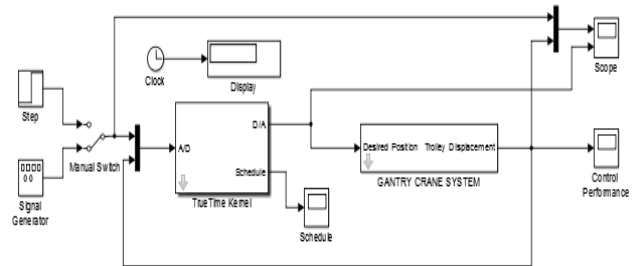 Clock
Display
Scope
Step
D/A
A/D
Manual Switch
Desired Position
Trolley Displacement
Schedule
Signal
Generator
TrueTime Kernel
GANTRY CRANE SYSTEM
Control
Performance
Schedule